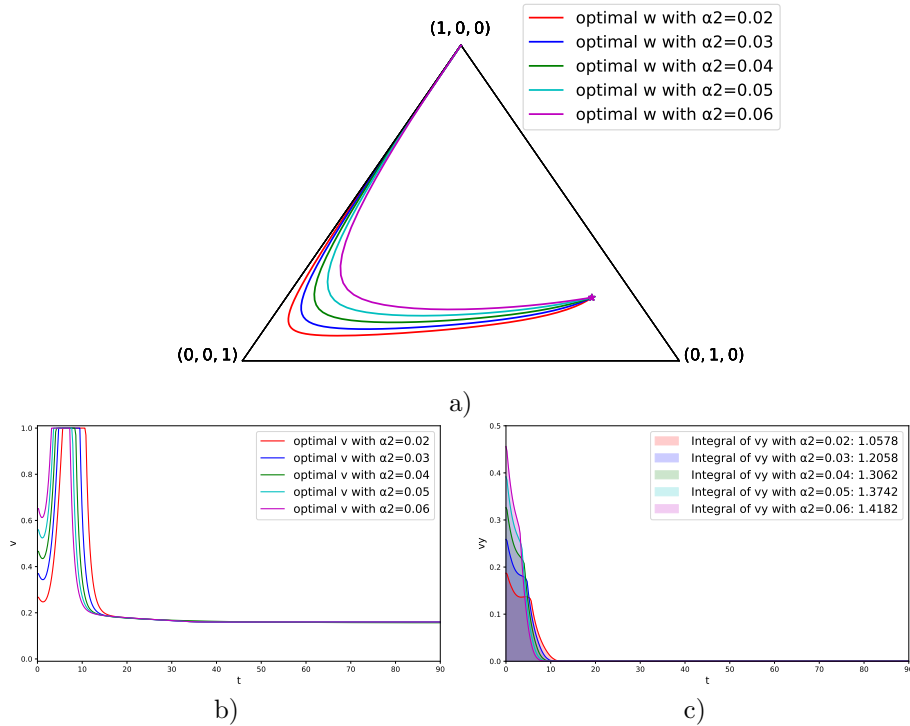 (1, 0, 0)
optimal w with α2=0.02
optimal w with α2=0.03
optimal w with α2=0.04
optimal w with α2=0.05
optimal w with α2=0.06
(0, 0, 1)
(0, 1, 0)
a)
1.0
0.8
0.6
0.4
0.2
0.0
v
optimal v with α2=0.02
optimal v with α2=0.03
optimal v with α2=0.04
optimal v with α2=0.05
optimal v with α2=0.06
0 10 20 30 40 50 60 70 80 90
t
b)
0.5
0.4
0.3
0.2
0.1
0.0
vy
Integral of vy with α2=0.02: 1.0578
Integral of vy with α2=0.03: 1.2058
Integral of vy with α2=0.04: 1.3062
Integral of vy with α2=0.05: 1.3742
Integral of vy with α2=0.06: 1.4182
0 10 20 30 40 50 60 70 80 90
t
c)